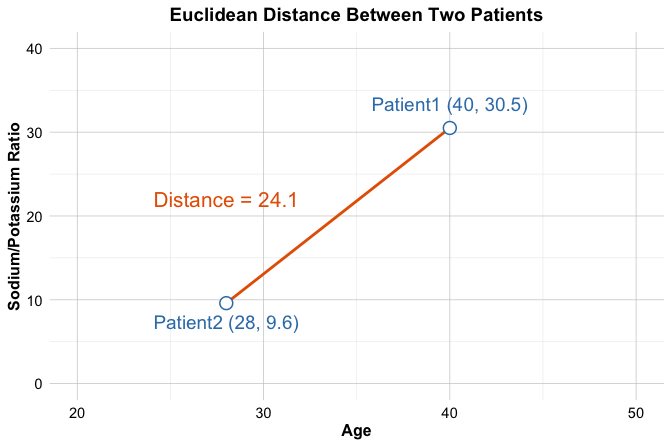 Euclidean Distance Between Two Patients
Sodium/Potassium Ratio
40
30
20
10
0
Patient1 (40, 30.5)
Distance = 24.1
Patient2 (28, 9.6)
20
30
40
50
Age